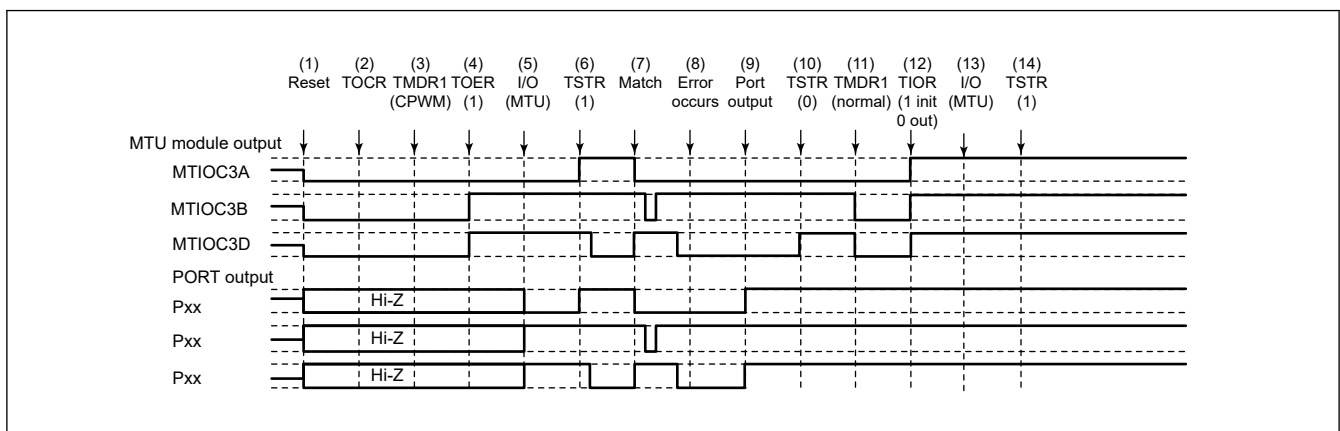 (1) (2) (3) (4) (5) (6) (7) (8) (9) (10) (11) (12) (13) (14)
Reset TOCR TMDR1 TOER I/O TSTR Match Error Port TSTR TMDR1 TIOR I/O TSTR
(CPWM) (1) (MTU) (1) occurs output (0) (normal) (1 init (MTU) (1)
0 out)
MTU module output
MTIOC3A
MTIOC3B
MTIOC3D
PORT output
Pxx Hi-Z
Pxx Hi-Z
Pxx Hi-Z